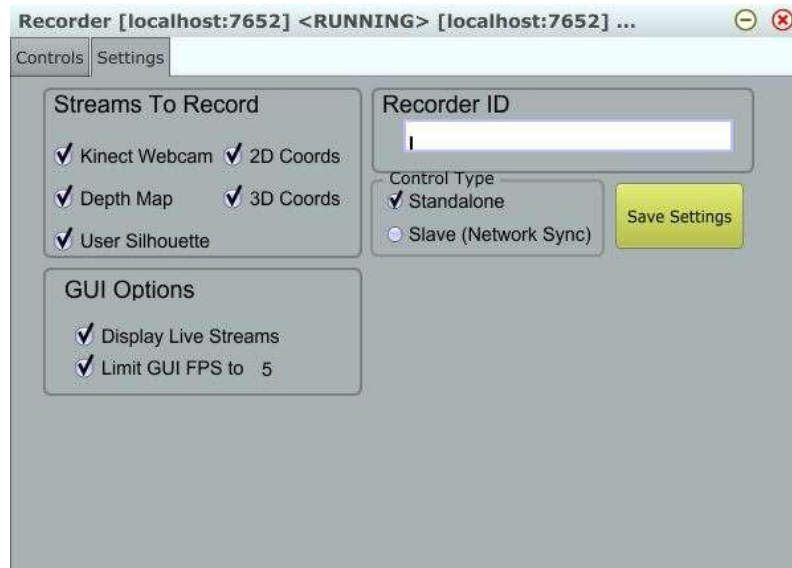 Recorder [localhost:7652] <RUNNING> [localhost:7652] ...
Controls Settings
Streams To Record
Kinect Webcam 2D Coords
Depth Map 3D Coords
User Silhouette
Recorder ID
Control Type
Standalone
Slave (Network Sync)
Save Settings
GUI Options
Display Live Streams
Limit GUI FPS to 5